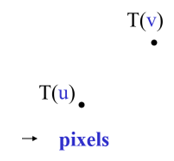 T(v)
T(u)
→ pixels